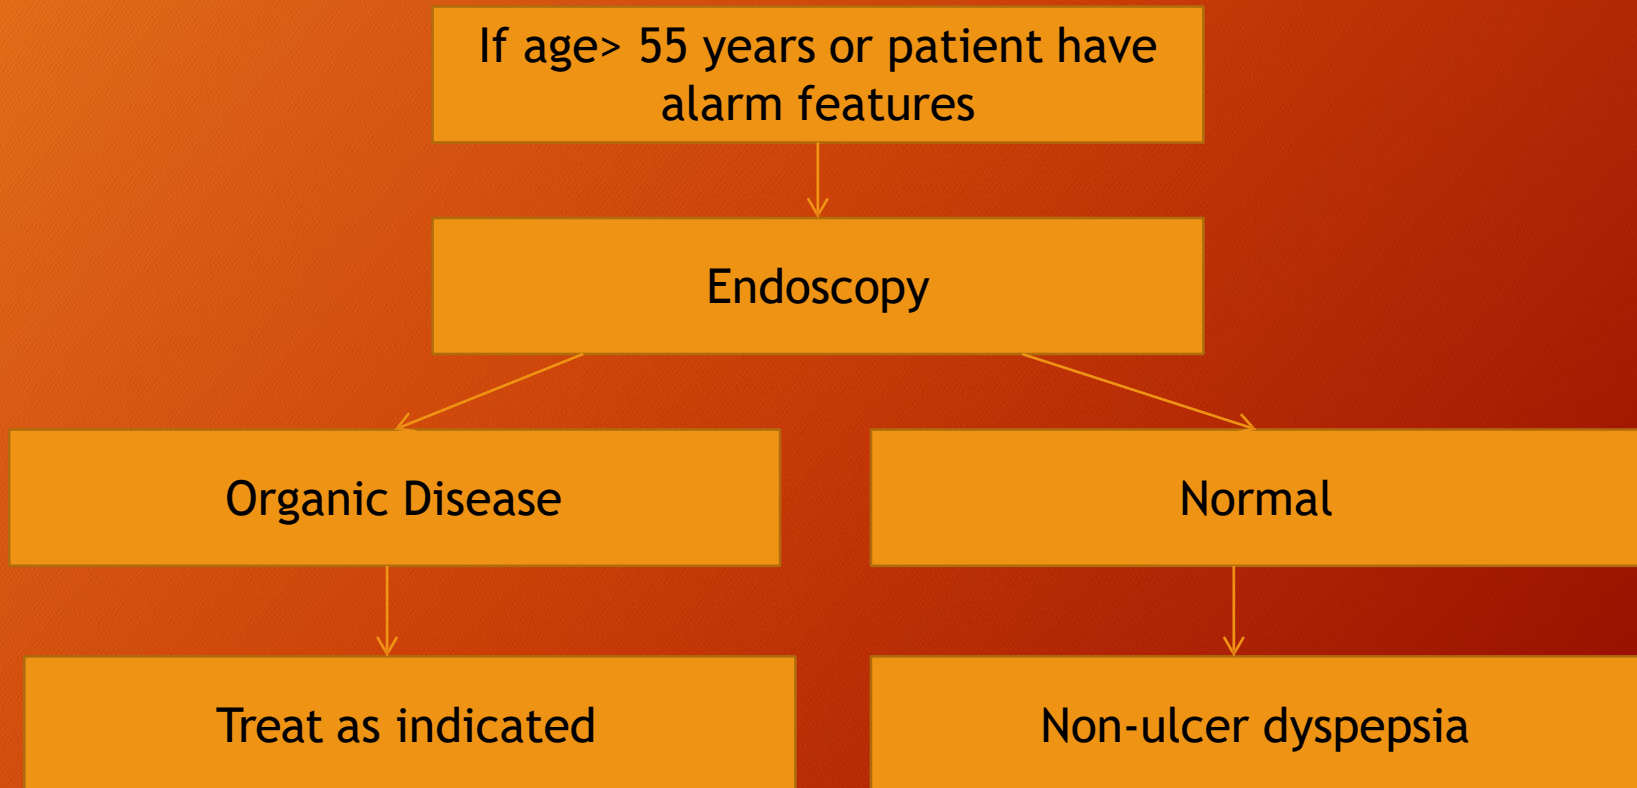 If age> 55 years or patient have
alarm features
Endoscopy
Organic Disease
Normal
Treat as indicated
Non-ulcer dyspepsia